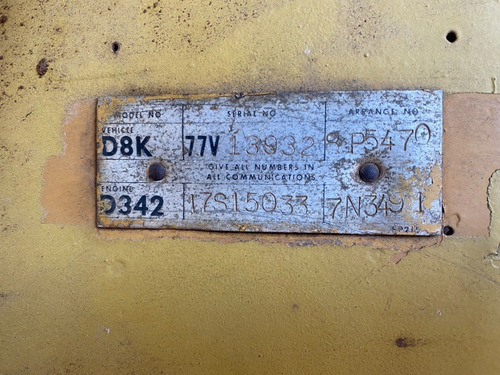 MODEL NO SERIAL NO ARRANGE. NO
VEHICLE
D8K 77V 13932 9P5470
GIVE ALL NUMBERS IN
ALL COMMUNICATIONS
ENGINE
D342 17S15033 7N3491